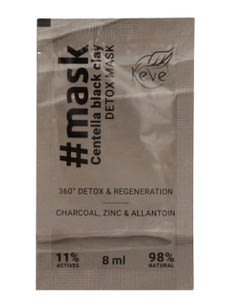 #mask
Centella black clay
DETOX MASK
Keve
360° DETOX & REGENERATION
CHARCOAL, ZINC & ALLANTOIN
11%
ACTIVES
8 ml
98%
NATURAL